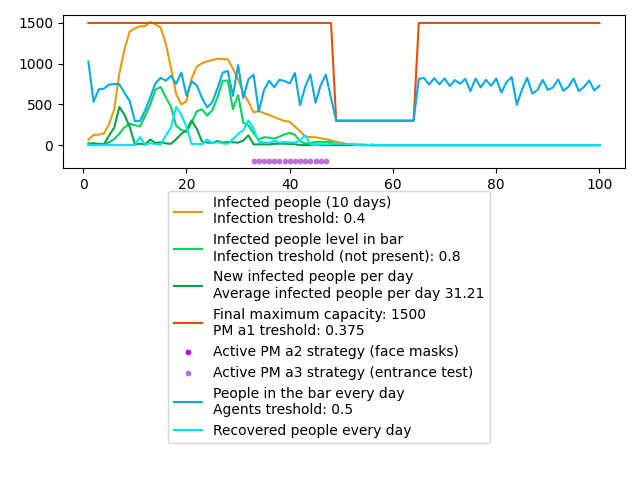 1500
1000
500
0
0
20
40
60
80
100
Infected people (10 days)
Infection treshold: 0.4
Infected people level in bar
Infection treshold (not present): 0.8
New infected people per day
Average infected people per day 31.21
Final maximum capacity: 1500
PM a1 treshold: 0.375
Active PM a2 strategy (face masks)
Active PM a3 strategy (entrance test)
People in the bar every day
Agents treshold: 0.5
Recovered people every day